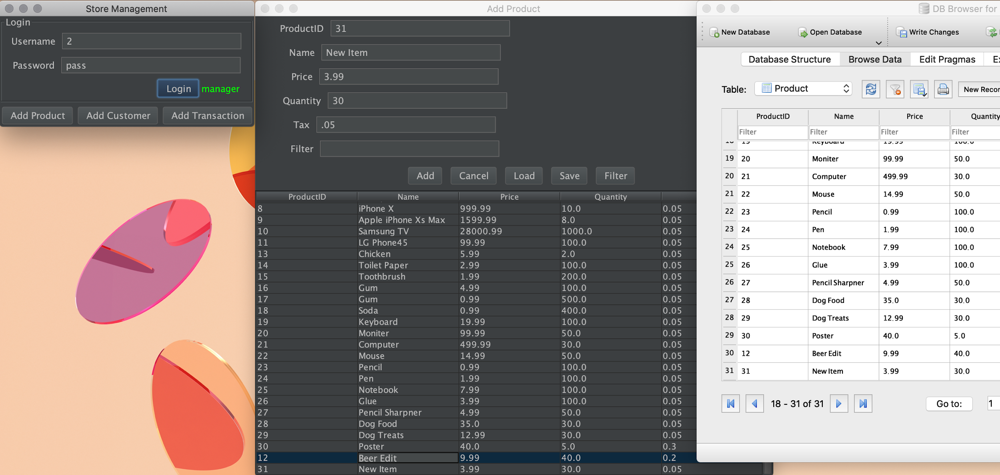 Store Management
Login
Username 2
Password pass
Login manager
Add Product Add Customer Add Transaction
Add Product
ProductID 31
Name New Item
Price 3.99
Quantity 30
Tax .05
Filter
Add Cancel Load Save Filter
ProductID Name Price Quantity
8 iPhone X 999.99 10.0 0.05
9 Apple iPhone Xs Max 1599.99 8.0 0.05
10 Samsung TV 28000.99 1000.0 0.05
11 LG Phone45 99.99 100.0 0.05
13 Chicken 5.99 2.0 0.05
14 Toilet Paper 2.99 100.0 0.05
15 Toothbrush 1.99 200.0 0.05
16 Gum 4.99 100.0 0.05
17 Gum 0.99 500.0 0.05
18 Soda 0.99 400.0 0.05
19 Keyboard 19.99 100.0 0.05
20 Moniter 99.99 50.0 0.05
21 Computer 499.99 30.0 0.05
22 Mouse 14.99 50.0 0.05
23 Pencil 0.99 100.0 0.05
24 Pen 1.99 100.0 0.05
25 Notebook 7.99 100.0 0.05
26 Glue 3.99 100.0 0.05
27 Pencil Sharpner 4.99 50.0 0.05
28 Dog Food 35.0 30.0 0.05
29 Dog Treats 12.99 30.0 0.05
30 Poster 40.0 5.0 0.3
12 Beer Edit 9.99 40.0 0.2
31 New Item 3.99 30.0 0.05
DB Browser for
New Database Open Database Write Changes
Database Structure Browse Data Edit Pragmas
Table: Product New Recor
ProductID Name Price Quantity
Filter Filter Filter Filter
18 19 Keyboard 19.99 100.0
19 20 Moniter 99.99 50.0
20 21 Computer 499.99 30.0
21 22 Mouse 14.99 50.0
22 23 Pencil 0.99 100.0
23 24 Pen 1.99 100.0
24 25 Notebook 7.99 100.0
25 26 Glue 3.99 100.0
26 27 Pencil Sharpner 4.99 50.0
27 28 Dog Food 35.0 30.0
28 29 Dog Treats 12.99 30.0
29 30 Poster 40.0 5.0
30 12 Beer Edit 9.99 40.0
31 31 New Item 3.99 30.0
18 - 31 of 31 Go to: 1